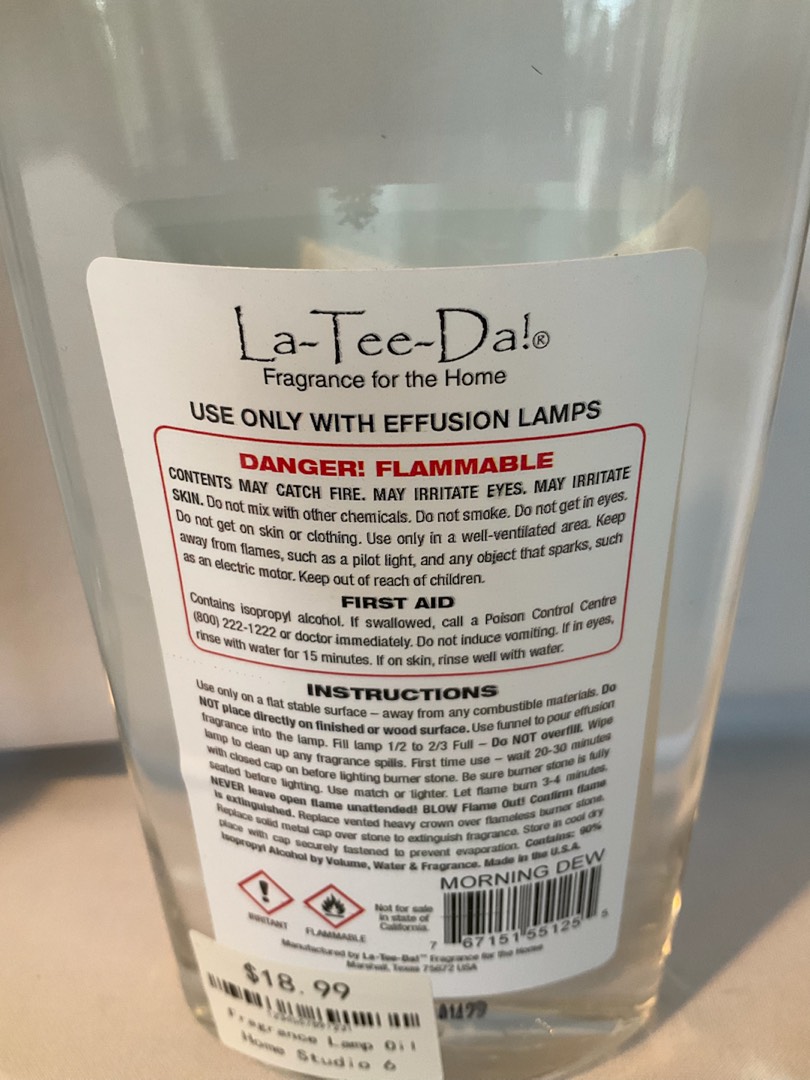 La-Tee-Da!®
Fragrance for the Home
USE ONLY WITH EFFUSION LAMPS
DANGER! FLAMMABLE
CONTENTS MAY CATCH FIRE. MAY IRRITATE EYES. MAY IRRITATE
SKIN. Do not mix with other chemicals. Do not smoke. Do not get in eyes.
Do not get on skin or clothing. Use only in a well-ventilated area. Keep
away from flames, such as a pilot light, and any object that sparks, such
as an electric motor. Keep out of reach of children.
FIRST AID
Contains isopropyl alcohol. If swallowed, call a Poison Control Centre
(800) 222-1222 or doctor immediately. Do not induce vomiting. If in eyes,
rinse with water for 15 minutes. If on skin, rinse well with water.
INSTRUCTIONS
Use only on a flat stable surface – away from any combustible materials. Do
NOT place directly on finished or wood surface. Use funnel to pour effusion
fragrance into the lamp. Fill lamp 1/2 to 2/3 Full – Do NOT overfill. Wipe
lamp to clean up any fragrance spills. First time use – wait 20-30 minutes
with closed cap on before lighting burner stone. Be sure burner stone is fully
seated before lighting. Use match or lighter. Let flame burn 3-4 minutes.
NEVER leave open flame unattended! BLOW Flame Out! Confirm flame
is extinguished. Replace vented heavy crown over flameless burner stone.
Replace solid metal cap over stone to extinguish fragrance. Store in cool dry
place with cap securely fastened to prevent evaporation. Contains: 90%
Isopropyl Alcohol by Volume, Water & Fragrance. Made in the U.S.A.
MORNING DEW
IRRITANT
FLAMMABLE
Not for sale
in state of
California.
7 67151 55125 5
Manufactured by La-Tee-Da!™ Fragrance for the Home
Marshall, Texas 75672 USA
$18.99
Fragrance Lamp Oil
Home Studio 6